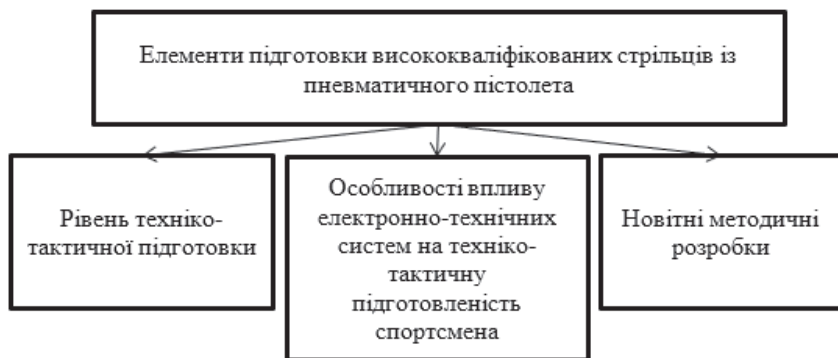 Елементи підготовки висококваліфікованих стрільців із
пневматичного пістолета
Рівень техніко-
тактичної підготовки
Особливості впливу
електронно-технічних
систем на техніко-
тактичну
підготовленість
спортсмена
Новітні методичні
розробки